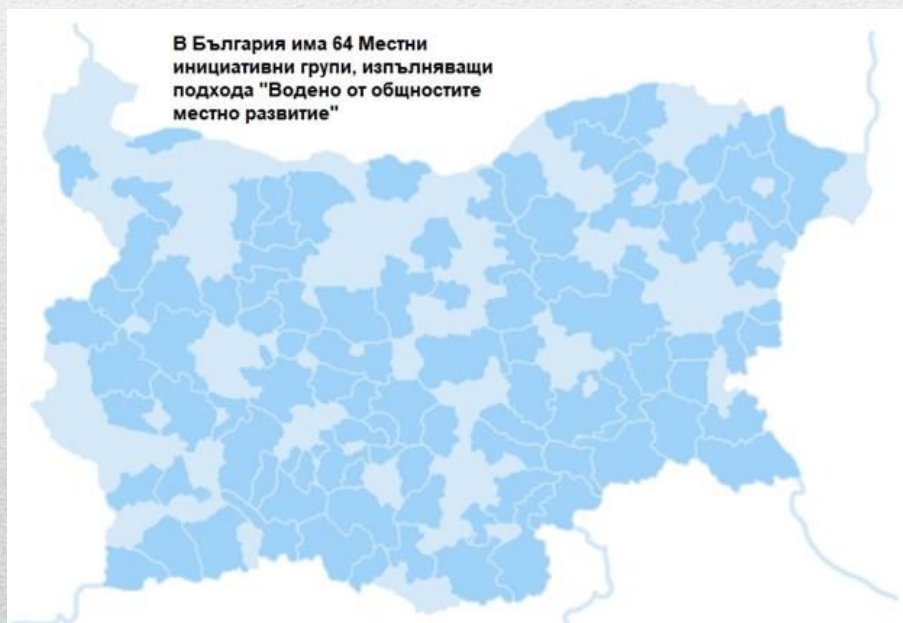 В България има 64 Местни
инициативни групи, изпълняващи
подхода "Водено от общностите
местно развитие"